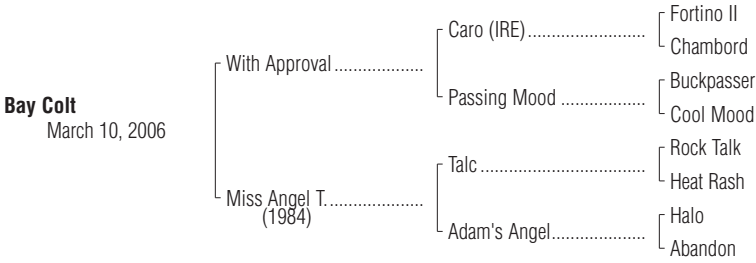 Bay Colt
March 10, 2006
With Approval
Miss Angel T.
(1984)
Caro (IRE)
Passing Mood
Talc
Adam's Angel
Fortino II
Chambord
Buckpasser
Cool Mood
Rock Talk
Heat Rash
Halo
Abandon